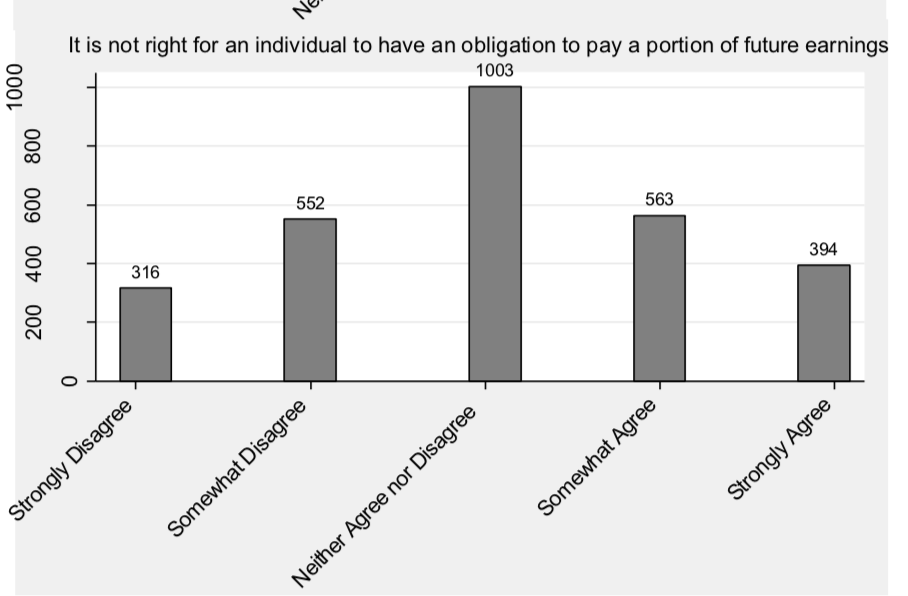 Ne
It is not right for an individual to have an obligation to pay a portion of future earnings
1003
1000
800
600
563
552
400
394
316
200
0
Strongly Disagree
Somewhat Disagree
Neither Agree nor Disagree
Somewhat Agree
Strongly Agree